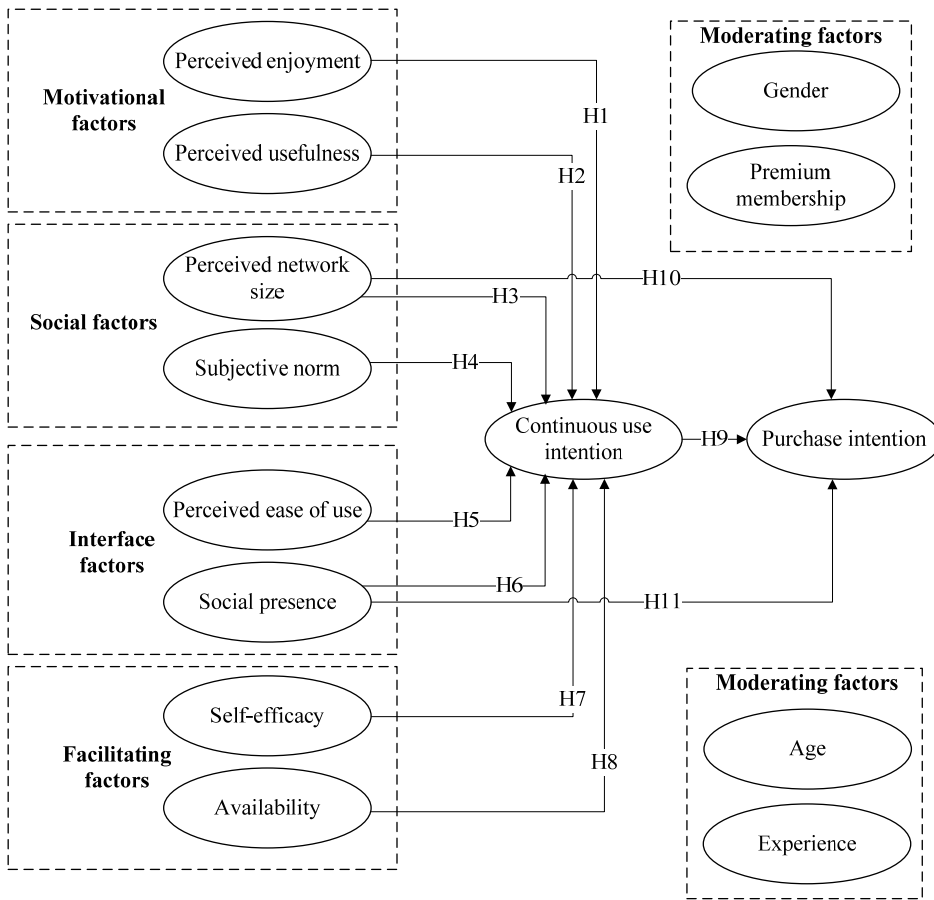 Motivational
factors
Perceived enjoyment
Perceived usefulness
H1
H2
Moderating factors
Gender
Premium
membership
Social factors
Perceived network
size
Subjective norm
H10
H3
H4
Continuous use
intention
H9
Purchase intention
Interface
factors
Perceived ease of use
Social presence
H5
H6
H11
Facilitating
factors
Self-efficacy
Availability
H7
H8
Moderating factors
Age
Experience